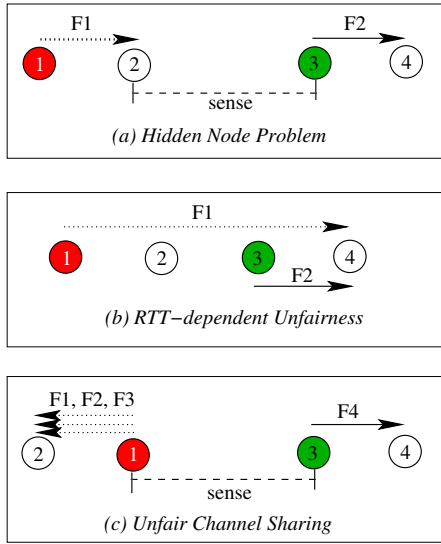 F1 F2
1 2 3 4
sense
(a) Hidden Node Problem
F1
1 2 3 4
F2
(b) RTT−dependent Unfairness
F1, F2, F3 F4
2 1 3 4
sense
(c) Unfair Channel Sharing